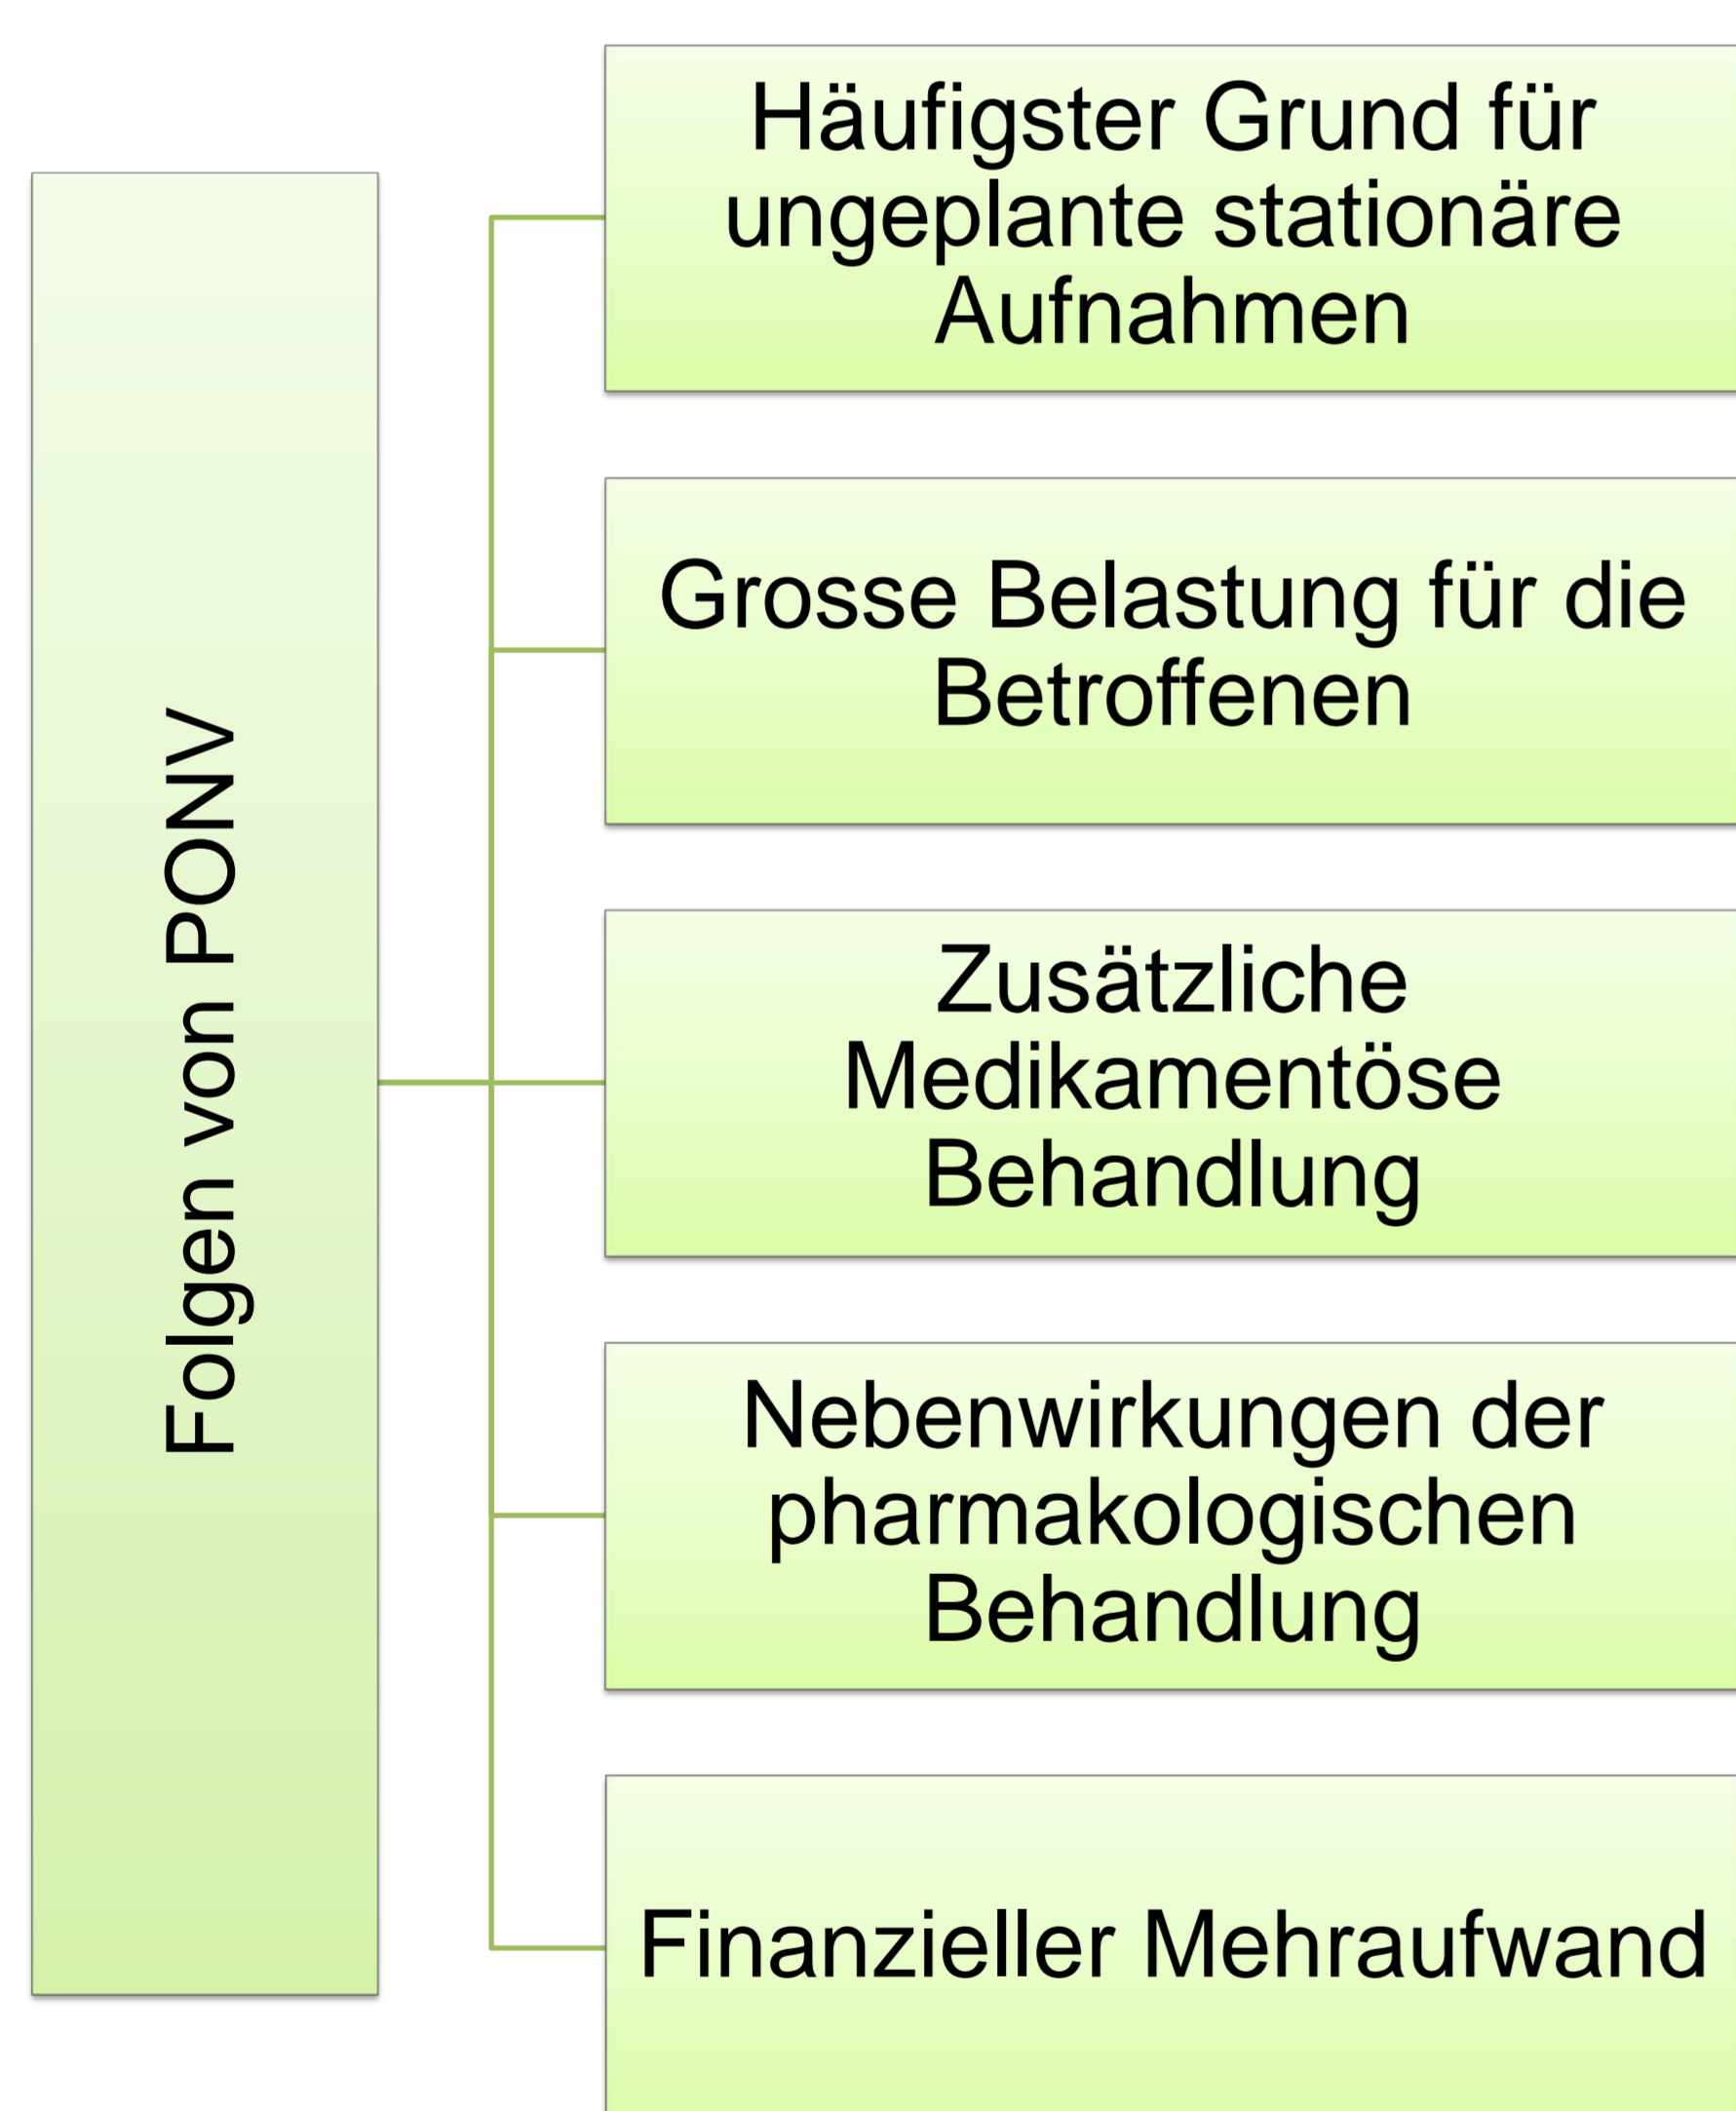 Folgen von PONV
Häufigster Grund für
ungeplante stationäre
Aufnahmen
Grosse Belastung für die
Betroffenen
Zusätzliche
Medikamentöse
Behandlung
Nebenwirkungen der
pharmakologischen
Behandlung
Finanzieller Mehraufwand